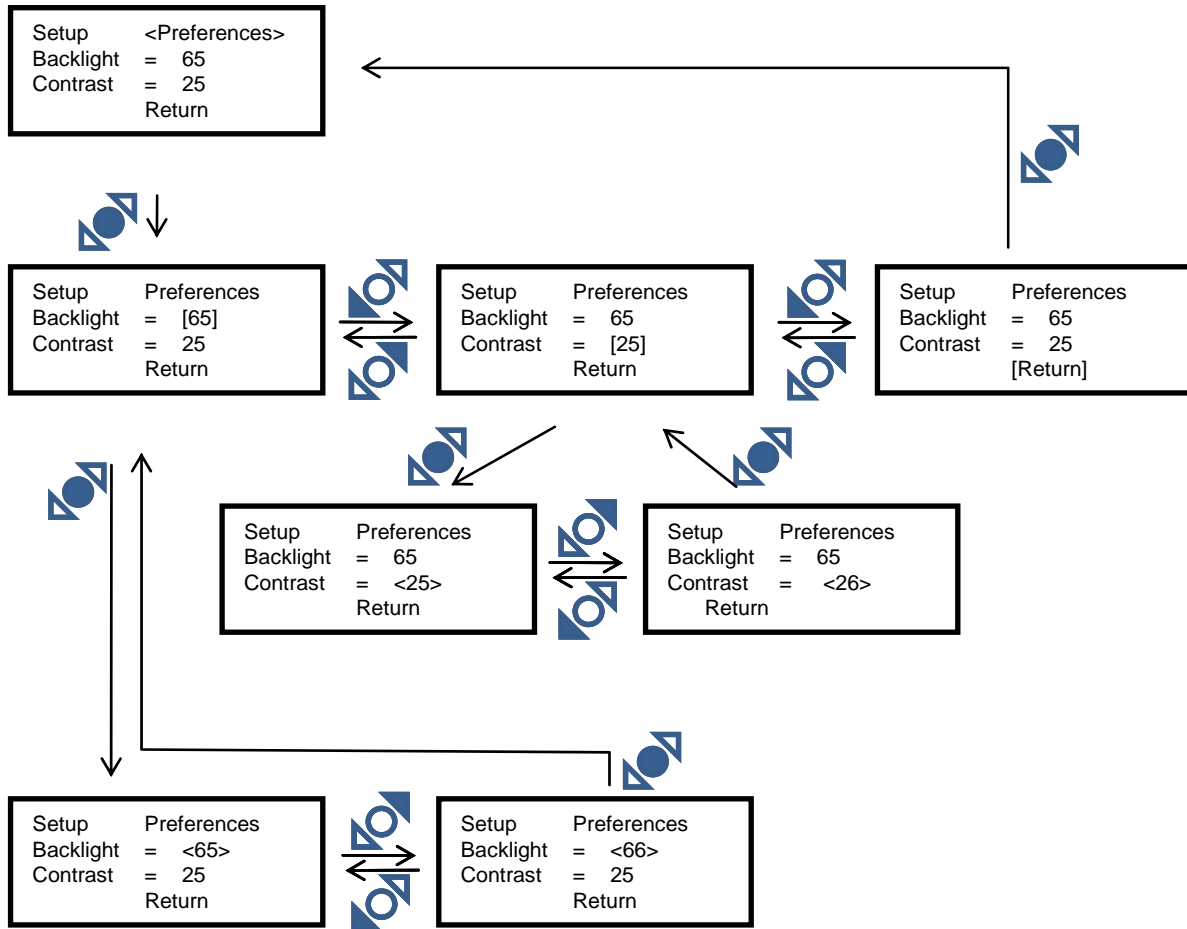 Setup <Preferences>
Backlight = 65
Contrast = 25
Return
Setup Preferences
Backlight = [65]
Contrast = 25
Return
Setup Preferences
Backlight = 65
Contrast = [25]
Return
Setup Preferences
Backlight = 65
Contrast = 25
[Return]
Setup Preferences
Backlight = 65
Contrast = <25>
Return
Setup Preferences
Backlight = 65
Contrast = <26>
Return
Setup Preferences
Backlight = <65>
Contrast = 25
Return
Setup Preferences
Backlight = <66>
Contrast = 25
Return